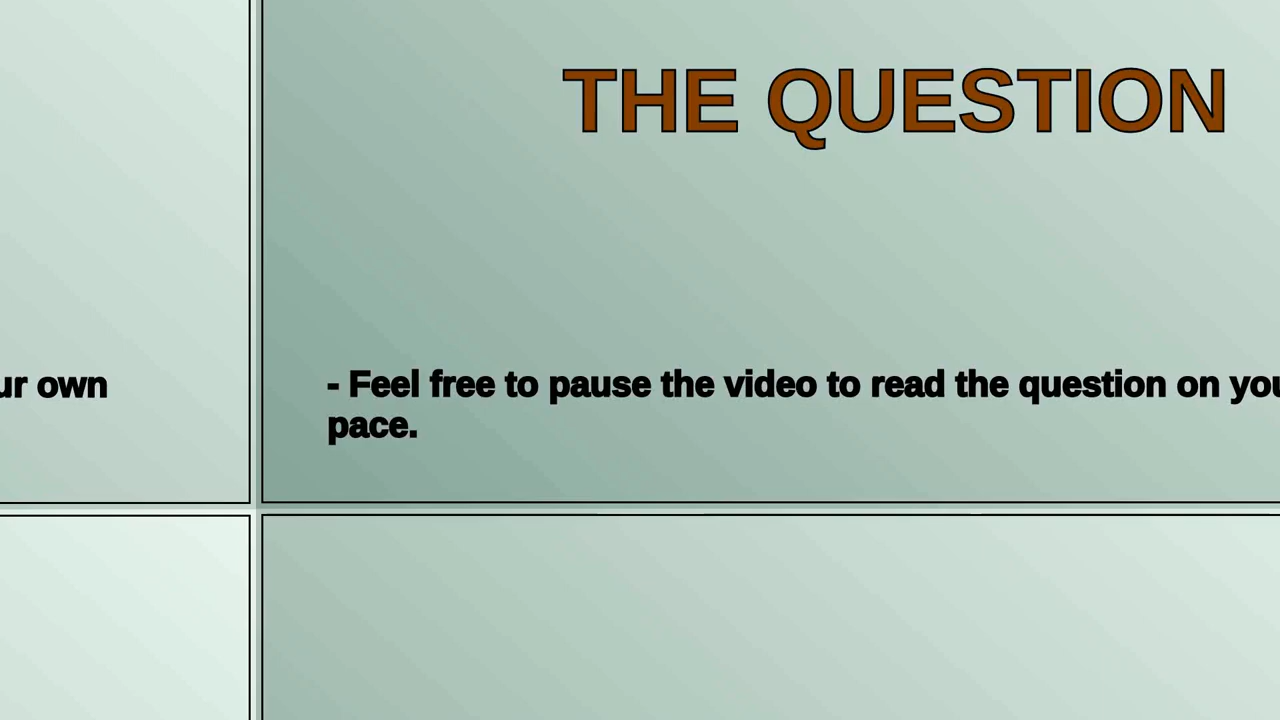 THE QUESTION
ur own
- Feel free to pause the video to read the question on you
pace.